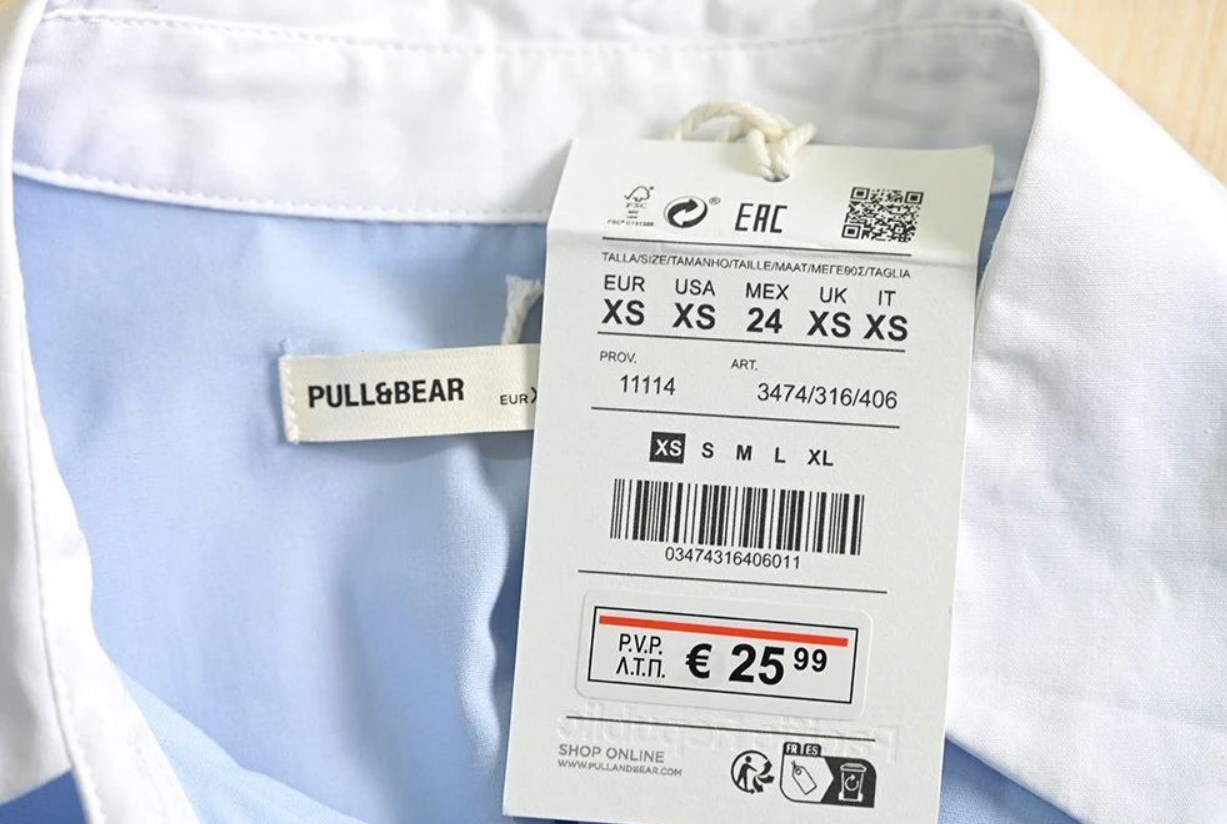 PULL&BEAR
EUR
FSC
®
EAC
TALLA/SIZE/TAMANHO/TAILLE/MAAT/ΜΕΓΕΘΟΣ/TAGLIA
EUR USA MEX UK IT
XS XS 24 XS XS
PROV. ART.
11114 3474/316/406
XS S M L XL
03474316406011
P.V.P.
Λ.Τ.Π. € 25 99
SHOP ONLINE
WWW.PULLANDBEAR.COM
FR ES